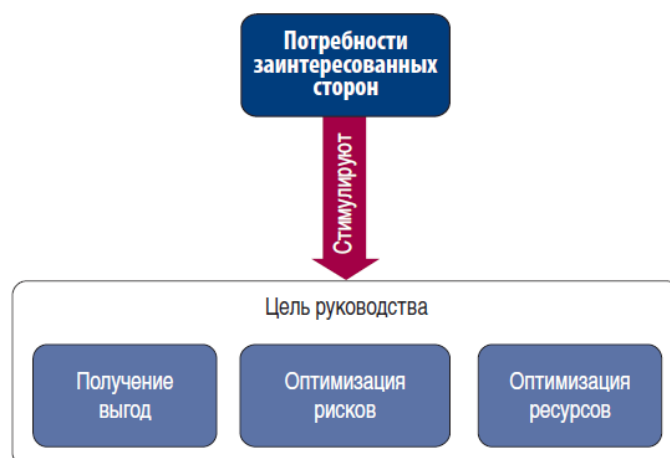 Потребности
заинтересованных
сторон
Стимулируют
Цель руководства
Получение
выгод
Оптимизация
рисков
Оптимизация
ресурсов